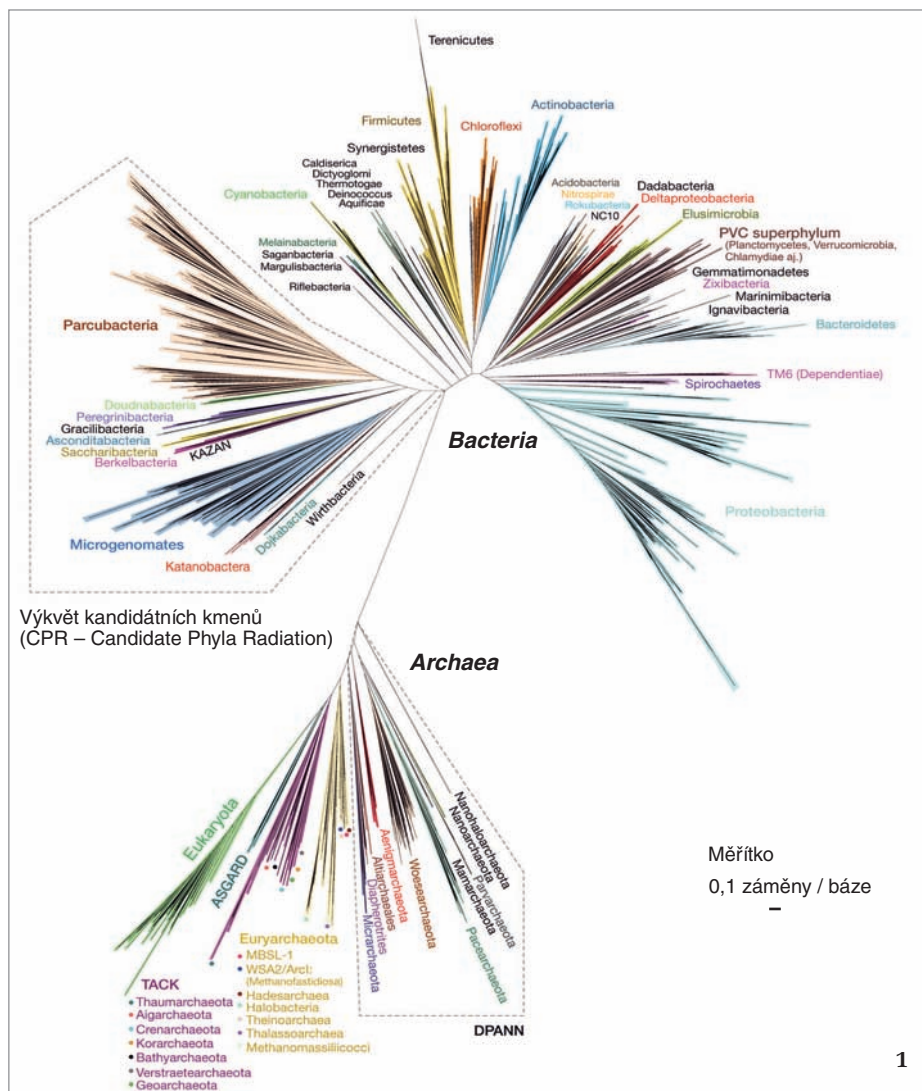 Terenicutes
Actinobacteria
Firmicutes
Chloroflexi
Synergistetes
Caldiserica
Dictyoglomi
Thermotogae
Deinococcus
Aquificae
Cyanobacteria
Acidobacteria
Nitrospirae
Rokubacteria
NC10
Dadabacteria
Deltaproteobacteria
Elusimicrobia
PVC superphylum
(Planctomycetes, Verrucomicrobia,
Chlamydiae aj.)
Melainabacteria
Saganbacteria
Margulisbacteria
Riflebacteria
Gemmatimonadetes
Zixibacteria
Marinimibacteria
Ignavibacteria
Bacteroidetes
Parcubacteria
TM6 (Dependentiae)
Spirochaetes
Doudnabacteria
Peregrinibacteria
Gracilibacteria
Asconditabacteria
Saccharibacteria
Berkelbacteria
KAZAN
Bacteria
Proteobacteria
Microgenomates
Dojkabacteria
Wirthbacteria
Katanobactera
Výkvět kandidátních kmenů
(CPR – Candidate Phyla Radiation)
Archaea
Eukaryota
ASGARD
Nanohaloarchaeota
Nanoarchaeota
Parvarchaeota
Mamarchaeota
Pacearchaeota
Woesearchaeota
Aenigmarchaeota
Altiarchaeales
Diapherotrites
Micrarchaeota
DPANN
Měřítko
0,1 záměny / báze
Euryarchaeota
MBSL-1
WSA2/ArcI:
(Methanofastidiosa)
Hadesarchaea
Halobacteria
Theinoarchaea
Thalassoarchaea
Methanomassiliicocci
TACK
Thaumarchaeota
Aigarchaeota
Crenarchaeota
Korarchaeota
Bathyarchaeota
Verstraetearchaeota
Geoarchaeota
1